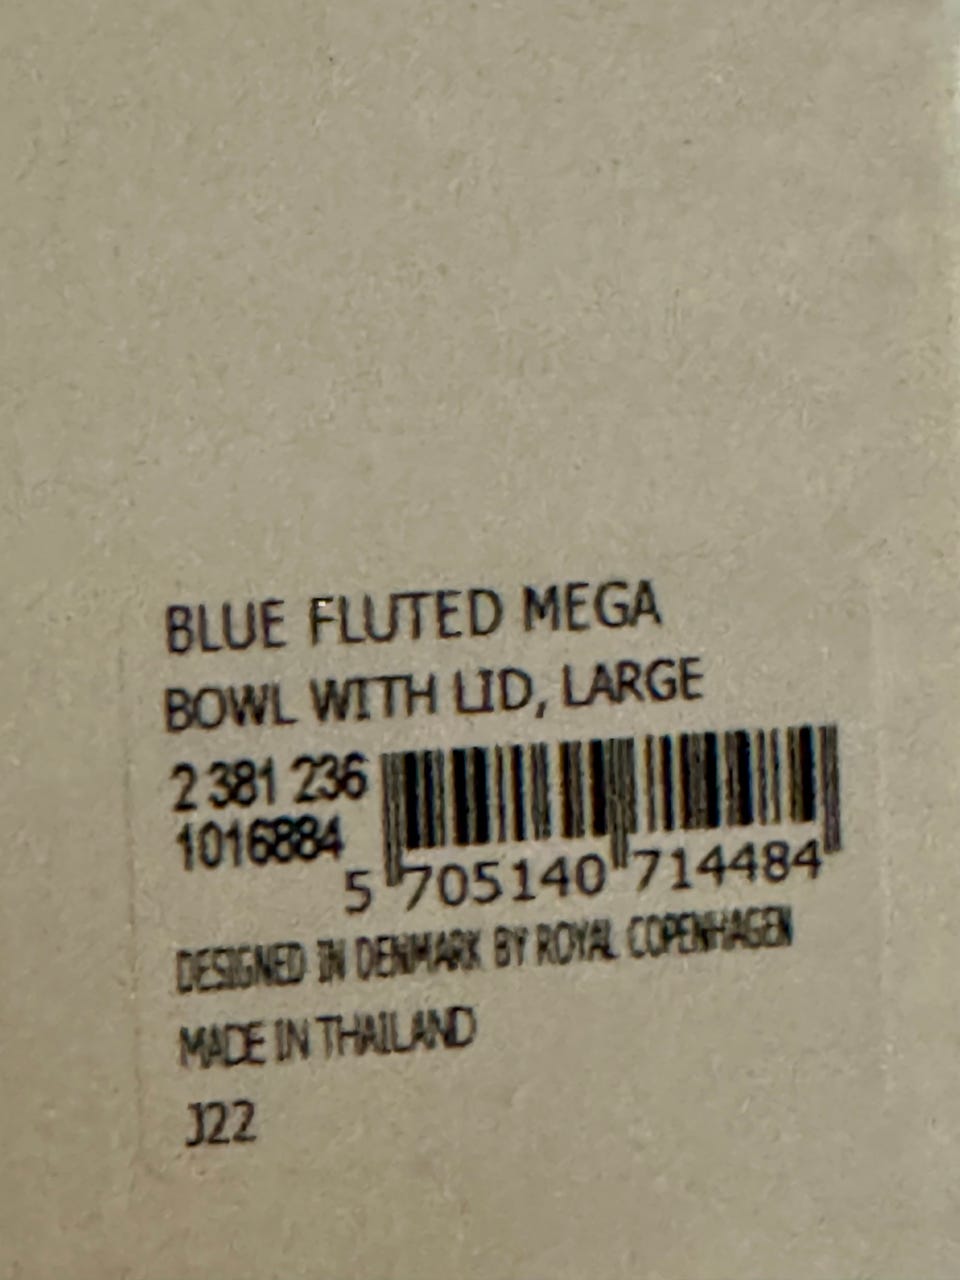 BLUE FLUTED MEGA
BOWL WITH LID, LARGE
2 381 236
1016884
5 705140 714484
DESIGNED IN DENMARK BY ROYAL COPENHAGEN
MADE IN THAILAND
J22